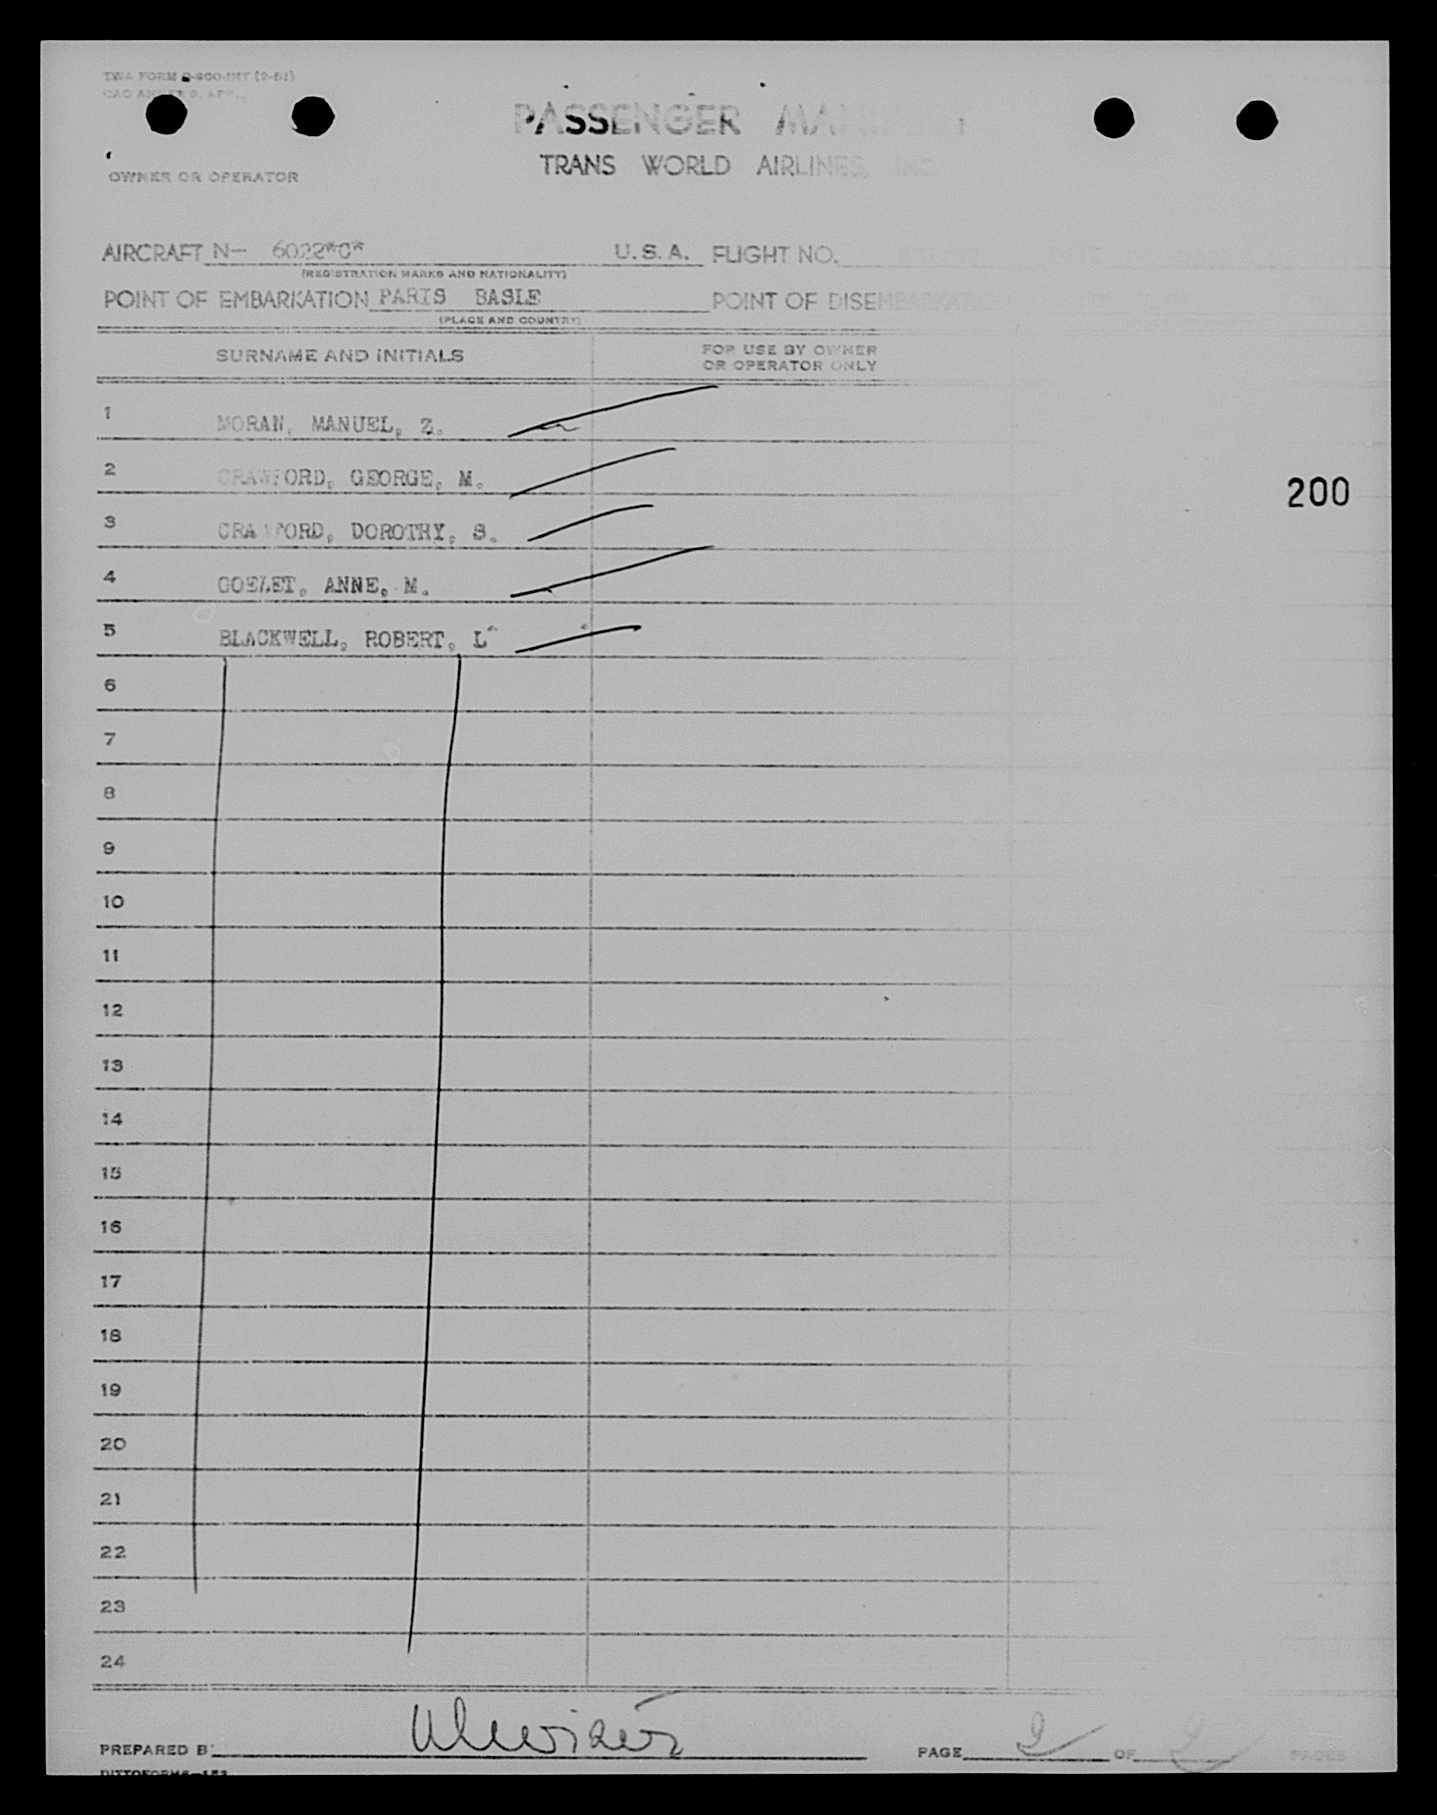 TWA FORM
OWNER OR OPERATOR
PASSENGER
TRANS WORLD AIRLINES, INC
AIRCRAFT N- 6022*C* U.S.A. FLIGHT NO.
(REGISTRATION MARKS AND NATIONALITY)
POINT OF EMBARKATION PARIS BASLE POINT OF DISEMBARKATION
(PLACE AND COUNTRY)
SURNAME AND INITIALS FOR USE BY OWNER
OR OPERATOR ONLY
1 MORAN, MANUEL, Z.
2 CRAWFORD, GEORGE, M.
200
3 CRAWFORD, DOROTHY, S.
4 GOELET, ANNE, M.
5 BLACKWELL, ROBERT, L
6
7
8
9
10
11
12
13
14
15
16
17
18
19
20
21
22
23
24
PREPARED B PAGE 2 OF 2 PAGES